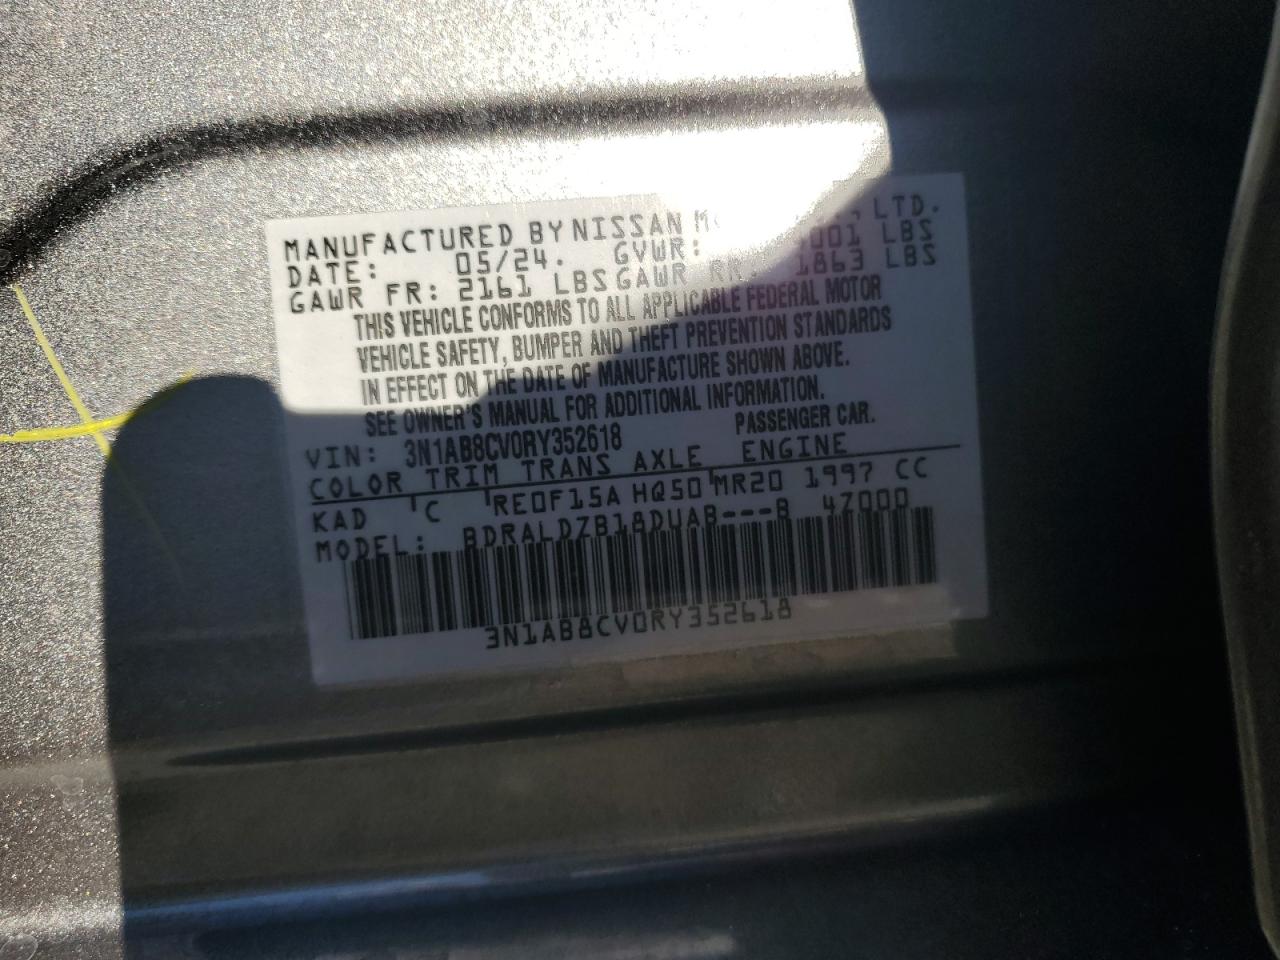 MANUFACTURED BY NISSAN LTD.
DATE: 05/24. GVWR: LBS
GAWR FR: 2161 LBS GAWR RR: 1863 LBS
THIS VEHICLE CONFORMS TO ALL APPLICABLE FEDERAL MOTOR
VEHICLE SAFETY, BUMPER AND THEFT PREVENTION STANDARDS
IN EFFECT ON THE DATE OF MANUFACTURE SHOWN ABOVE.
SEE OWNER'S MANUAL FOR ADDITIONAL INFORMATION.
VIN: 3N1AB8CV0RY352618 PASSENGER CAR.
COLOR TRIM TRANS AXLE ENGINE
KAD C RE0F15A HQ50 MR20 1997 CC
MODEL: BDRALDZB18DUAB---B 4Z000
3N1AB8CV0RY352618